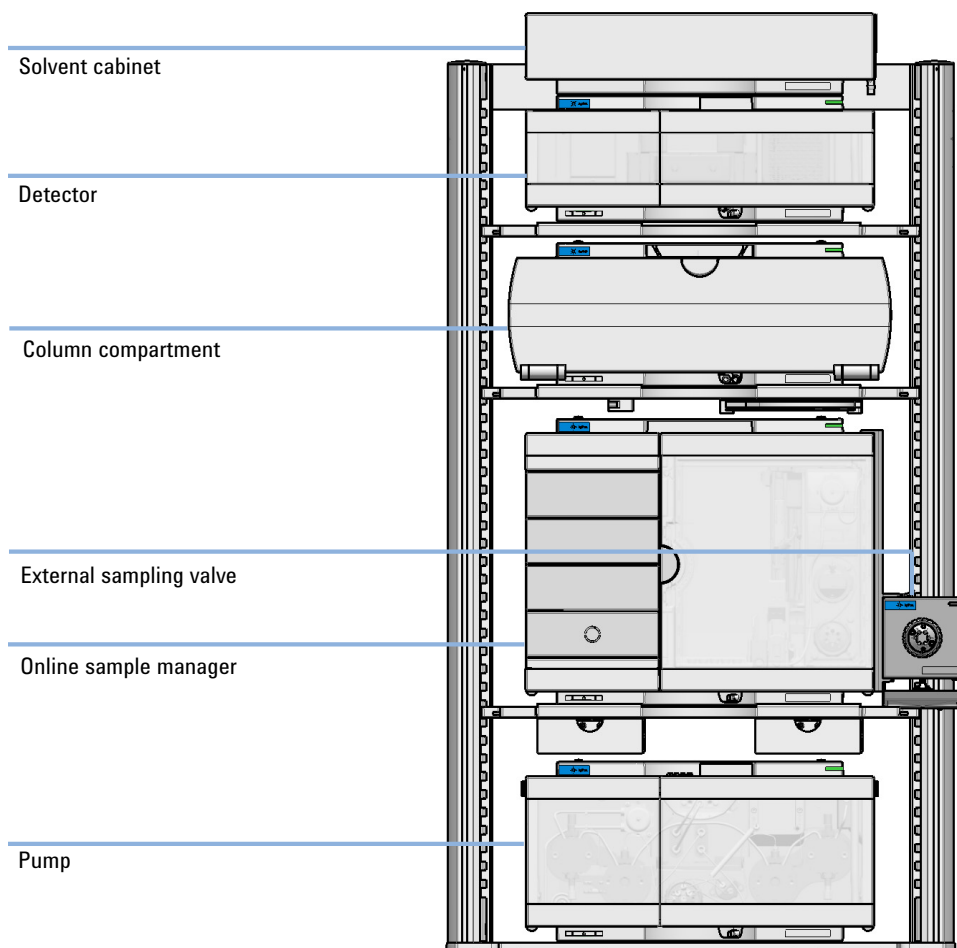 Solvent cabinet
Detector
Column compartment
External sampling valve
Online sample manager
Pump